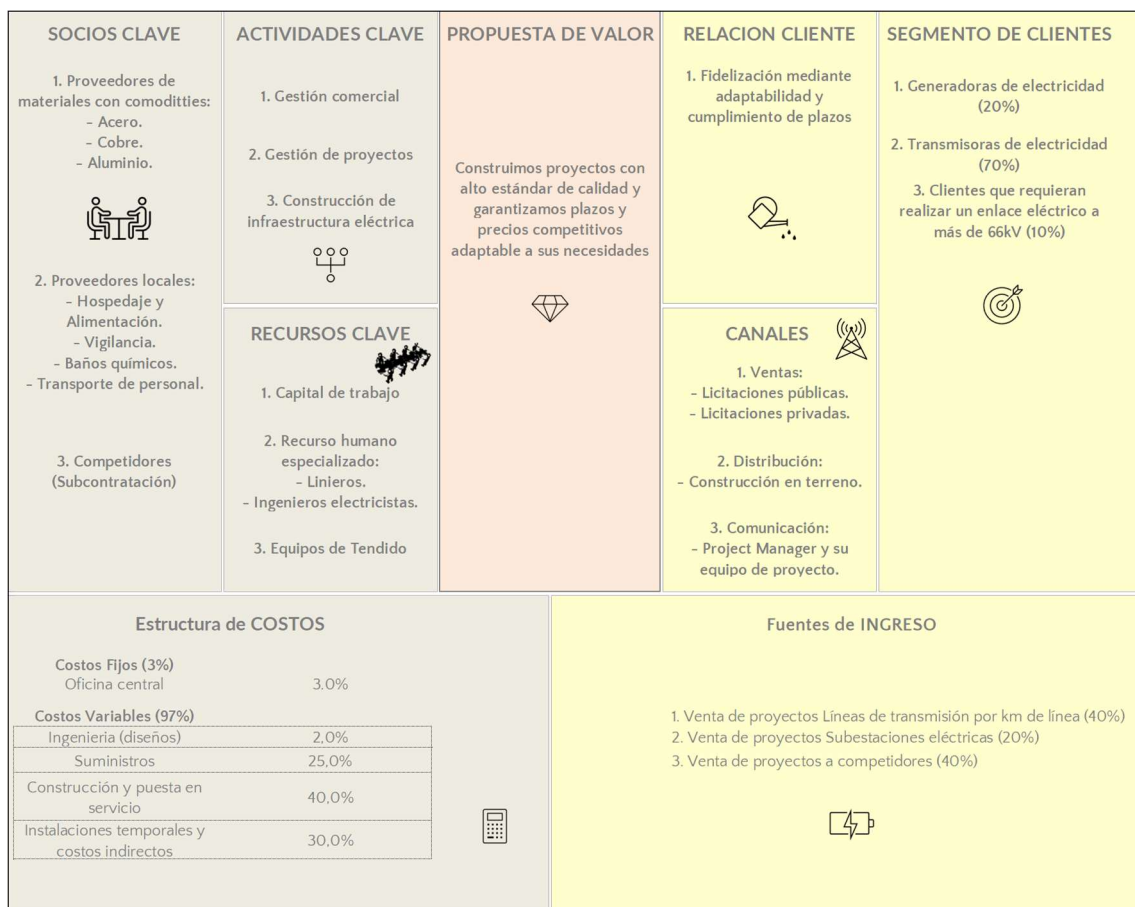 SOCIOS CLAVE
1. Proveedores de
materiales con comoditties:
- Acero.
- Cobre.
- Aluminio.
2. Proveedores locales:
- Hospedaje y
Alimentación.
- Vigilancia.
- Baños químicos.
- Transporte de personal.
3. Competidores
(Subcontratación)
ACTIVIDADES CLAVE
1. Gestión comercial
2. Gestión de proyectos
3. Construcción de
infraestructura eléctrica
RECURSOS CLAVE
1. Capital de trabajo
2. Recurso humano
especializado:
- Linieros.
- Ingenieros electricistas.
3. Equipos de Tendido
PROPUESTA DE VALOR
Construimos proyectos con
alto estándar de calidad y
garantizamos plazos y
precios competitivos
adaptable a sus necesidades
RELACION CLIENTE
1. Fidelización mediante
adaptabilidad y
cumplimiento de plazos
CANALES
1. Ventas:
- Licitaciones públicas.
- Licitaciones privadas.
2. Distribución:
- Construcción en terreno.
3. Comunicación:
- Project Manager y su
equipo de proyecto.
SEGMENTO DE CLIENTES
1. Generadoras de electricidad
(20%)
2. Transmisoras de electricidad
(70%)
3. Clientes que requieran
realizar un enlace eléctrico a
más de 66kV (10%)
Estructura de COSTOS
Costos Fijos (3%)
Oficina central 3.0%
Costos Variables (97%)
Ingenieria (diseños) 2,0%
Suministros 25,0%
Construcción y puesta en
servicio 40,0%
Instalaciones temporales y
costos indirectos 30,0%
Fuentes de INGRESO
1. Venta de proyectos Líneas de transmisión por km de línea (40%)
2. Venta de proyectos Subestaciones eléctricas (20%)
3. Venta de proyectos a competidores (40%)